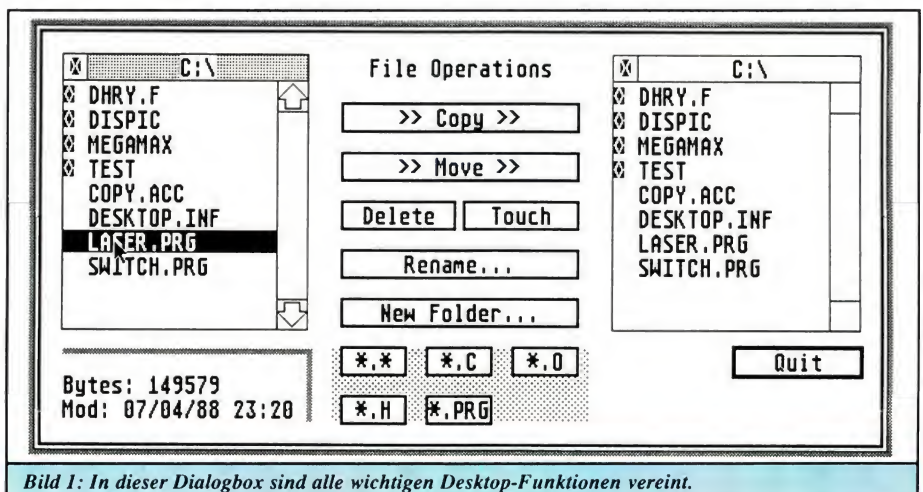 C:\
DHRY.F
DISPIC
MEGAMAX
TEST
COPY.ACC
DESKTOP.INF
LASER.PRG
SWITCH.PRG
Bytes: 149579
Mod: 07/04/88 23:20
File Operations
>> Copy >>
>> Move >>
Delete Touch
Rename...
New Folder...
*.* *.C *.O
*.H *.PRG
C:\
DHRY.F
DISPIC
MEGAMAX
TEST
COPY.ACC
DESKTOP.INF
LASER.PRG
SWITCH.PRG
Quit
Bild 1: In dieser Dialogbox sind alle wichtigen Desktop-Funktionen vereint.